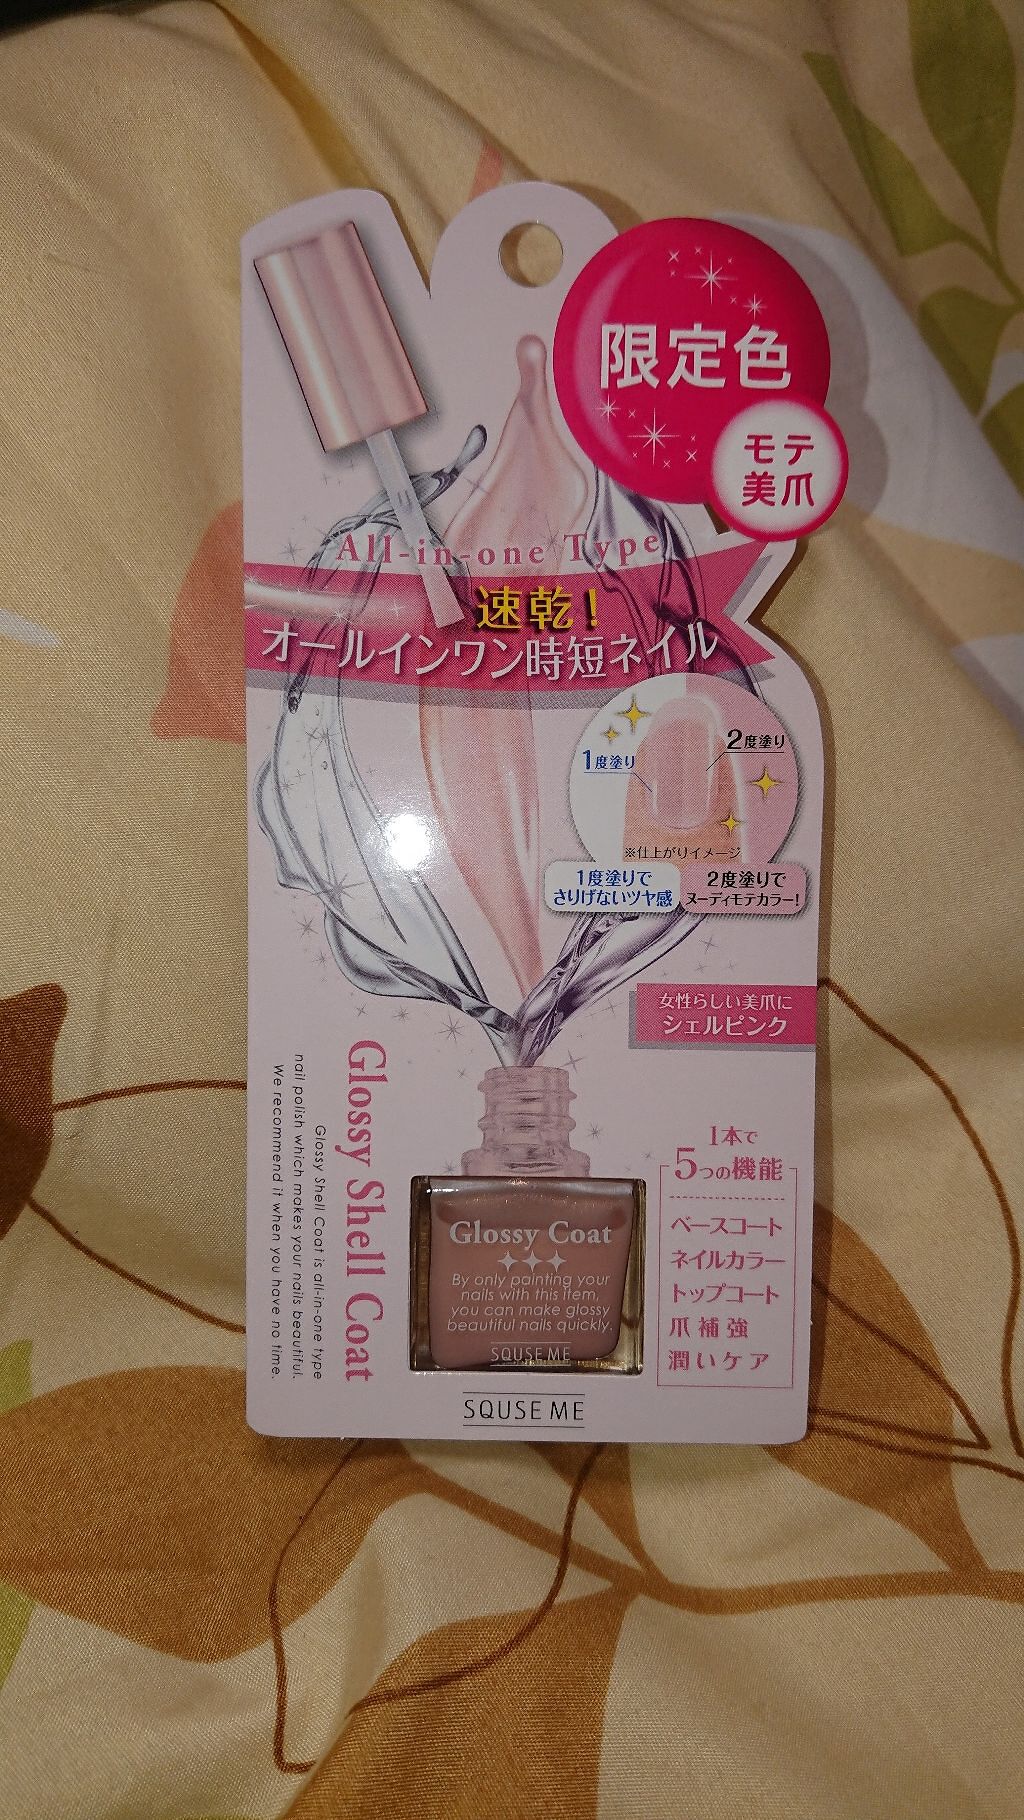 限定色
モテ
美爪
All-in-one Type
速乾!
オールインワン時短ネイル
1度塗り
2度塗り
※仕上がりイメージ
1度塗りで
さりげないツヤ感
2度塗りで
ヌーディモテカラー!
女性らしい美爪に
シェルピンク
Glossy Shell Coat
Glossy Shell Coat is all-in-one type
nail polish which makes your nails beautiful.
We recommend it when you have no time.
1本で
5つの機能
ベースコート
ネイルカラー
トップコート
爪補強
潤いケア
Glossy Coat
By only painting your
nails with this item,
you can make glossy
beautiful nails quickly.
SQUSE ME
SQUSE ME